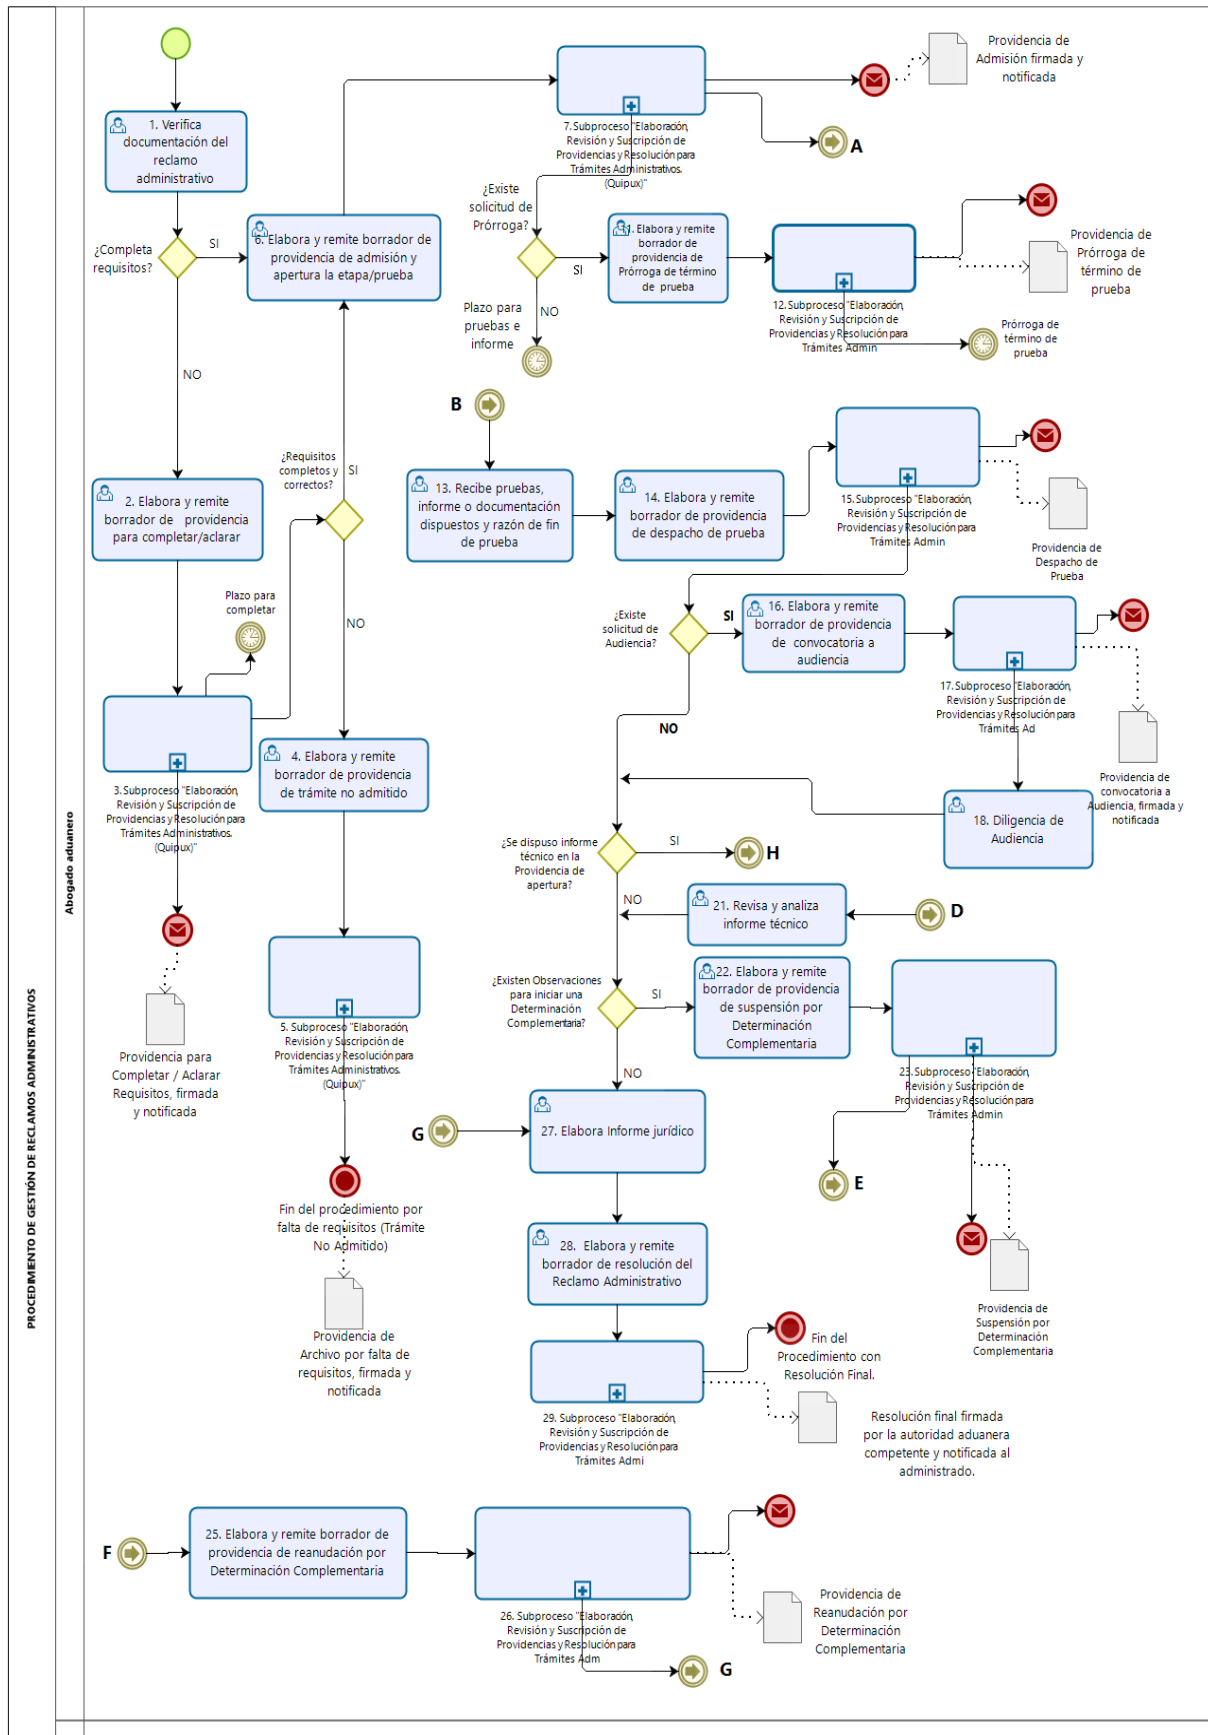 PROCEDIMIENTO DE GESTIÓN DE RECLAMOS ADMINISTRATIVOS
Abogado aduanero
1. Verifica
documentación del
reclamo
administrativo
¿Completa
requisitos?
SI
NO
6. Elabora y remite borrador de
providencia de admisión y
apertura la etapa/prueba
7. Subproceso "Elaboración,
Revisión y Suscripción de
Providencias y Resolución para
Trámites Administrativos.
(Quipux)"
Providencia de
Admisión firmada y
notificada
A
¿Existe
solicitud de
Prórroga?
SI
NO
Plazo para
pruebas e
informe
1. Elabora y remite
borrador de
providencia de
Prórroga de término
de prueba
12. Subproceso "Elaboración,
Revisión y Suscripción de
Providencias y Resolución para
Trámites Admin
Providencia de
Prórroga de
término de
prueba
Prórroga de
término de
prueba
2. Elabora y remite
borrador de providencia
para completar/aclarar
¿Requisitos
completos y
correctos?
SI
NO
Plazo para
completar
3. Subproceso "Elaboración,
Revisión y Suscripción de
Providencias y Resolución para
Trámites Administrativos.
(Quipux)"
Providencia para
Completar / Aclarar
Requisitos, firmada
y notificada
4. Elabora y remite
borrador de providencia
de trámite no admitido
5. Subproceso "Elaboración,
Revisión y Suscripción de
Providencias y Resolución para
Trámites Administrativos.
(Quipux)"
Fin del procedimiento por
falta de requisitos (Trámite
No Admitido)
Providencia de
Archivo por falta de
requisitos, firmada y
notificada
B
13. Recibe pruebas,
informe o documentación
dispuestos y razón de fin
de prueba
14. Elabora y remite
borrador de providencia
de despacho de prueba
15. Subproceso "Elaboración,
Revisión y Suscripción de
Providencias y Resolución para
Trámites Admin
Providencia de
Despacho de
Prueba
¿Existe
solicitud de
Audiencia?
SI
NO
16. Elabora y remite
borrador de providencia
de convocatoria a
audiencia
17. Subproceso "Elaboración,
Revisión y Suscripción de
Providencias y Resolución para
Trámites Ad
Providencia de
convocatoria a
Audiencia, firmada y
notificada
18. Diligencia de
Audiencia
¿Se dispuso informe
técnico en la
Providencia de
apertura?
SI
H
NO
21. Revisa y analiza
informe técnico
D
¿Existen Observaciones
para iniciar una
Determinación
Complementaria?
SI
NO
22. Elabora y remite
borrador de providencia
de suspensión por
Determinación
Complementaria
23. Subproceso "Elaboración,
Revisión y Suscripción de
Providencias y Resolución para
Trámites Admin
E
Providencia de
Suspensión por
Determinación
Complementaria
G
27. Elabora Informe jurídico
28. Elabora y remite
borrador de resolución del
Reclamo Administrativo
29. Subproceso "Elaboración,
Revisión y Suscripción de
Providencias y Resolución para
Trámites Admi
Fin del
Procedimiento con
Resolución Final.
Resolución final firmada
por la autoridad aduanera
competente y notificada al
administrado.
F
25. Elabora y remite borrador de
providencia de reanudación por
Determinación Complementaria
26. Subproceso "Elaboración,
Revisión y Suscripción de
Providencias y Resolución para
Trámites Adm
Providencia de
Reanudación por
Determinación
Complementaria
G